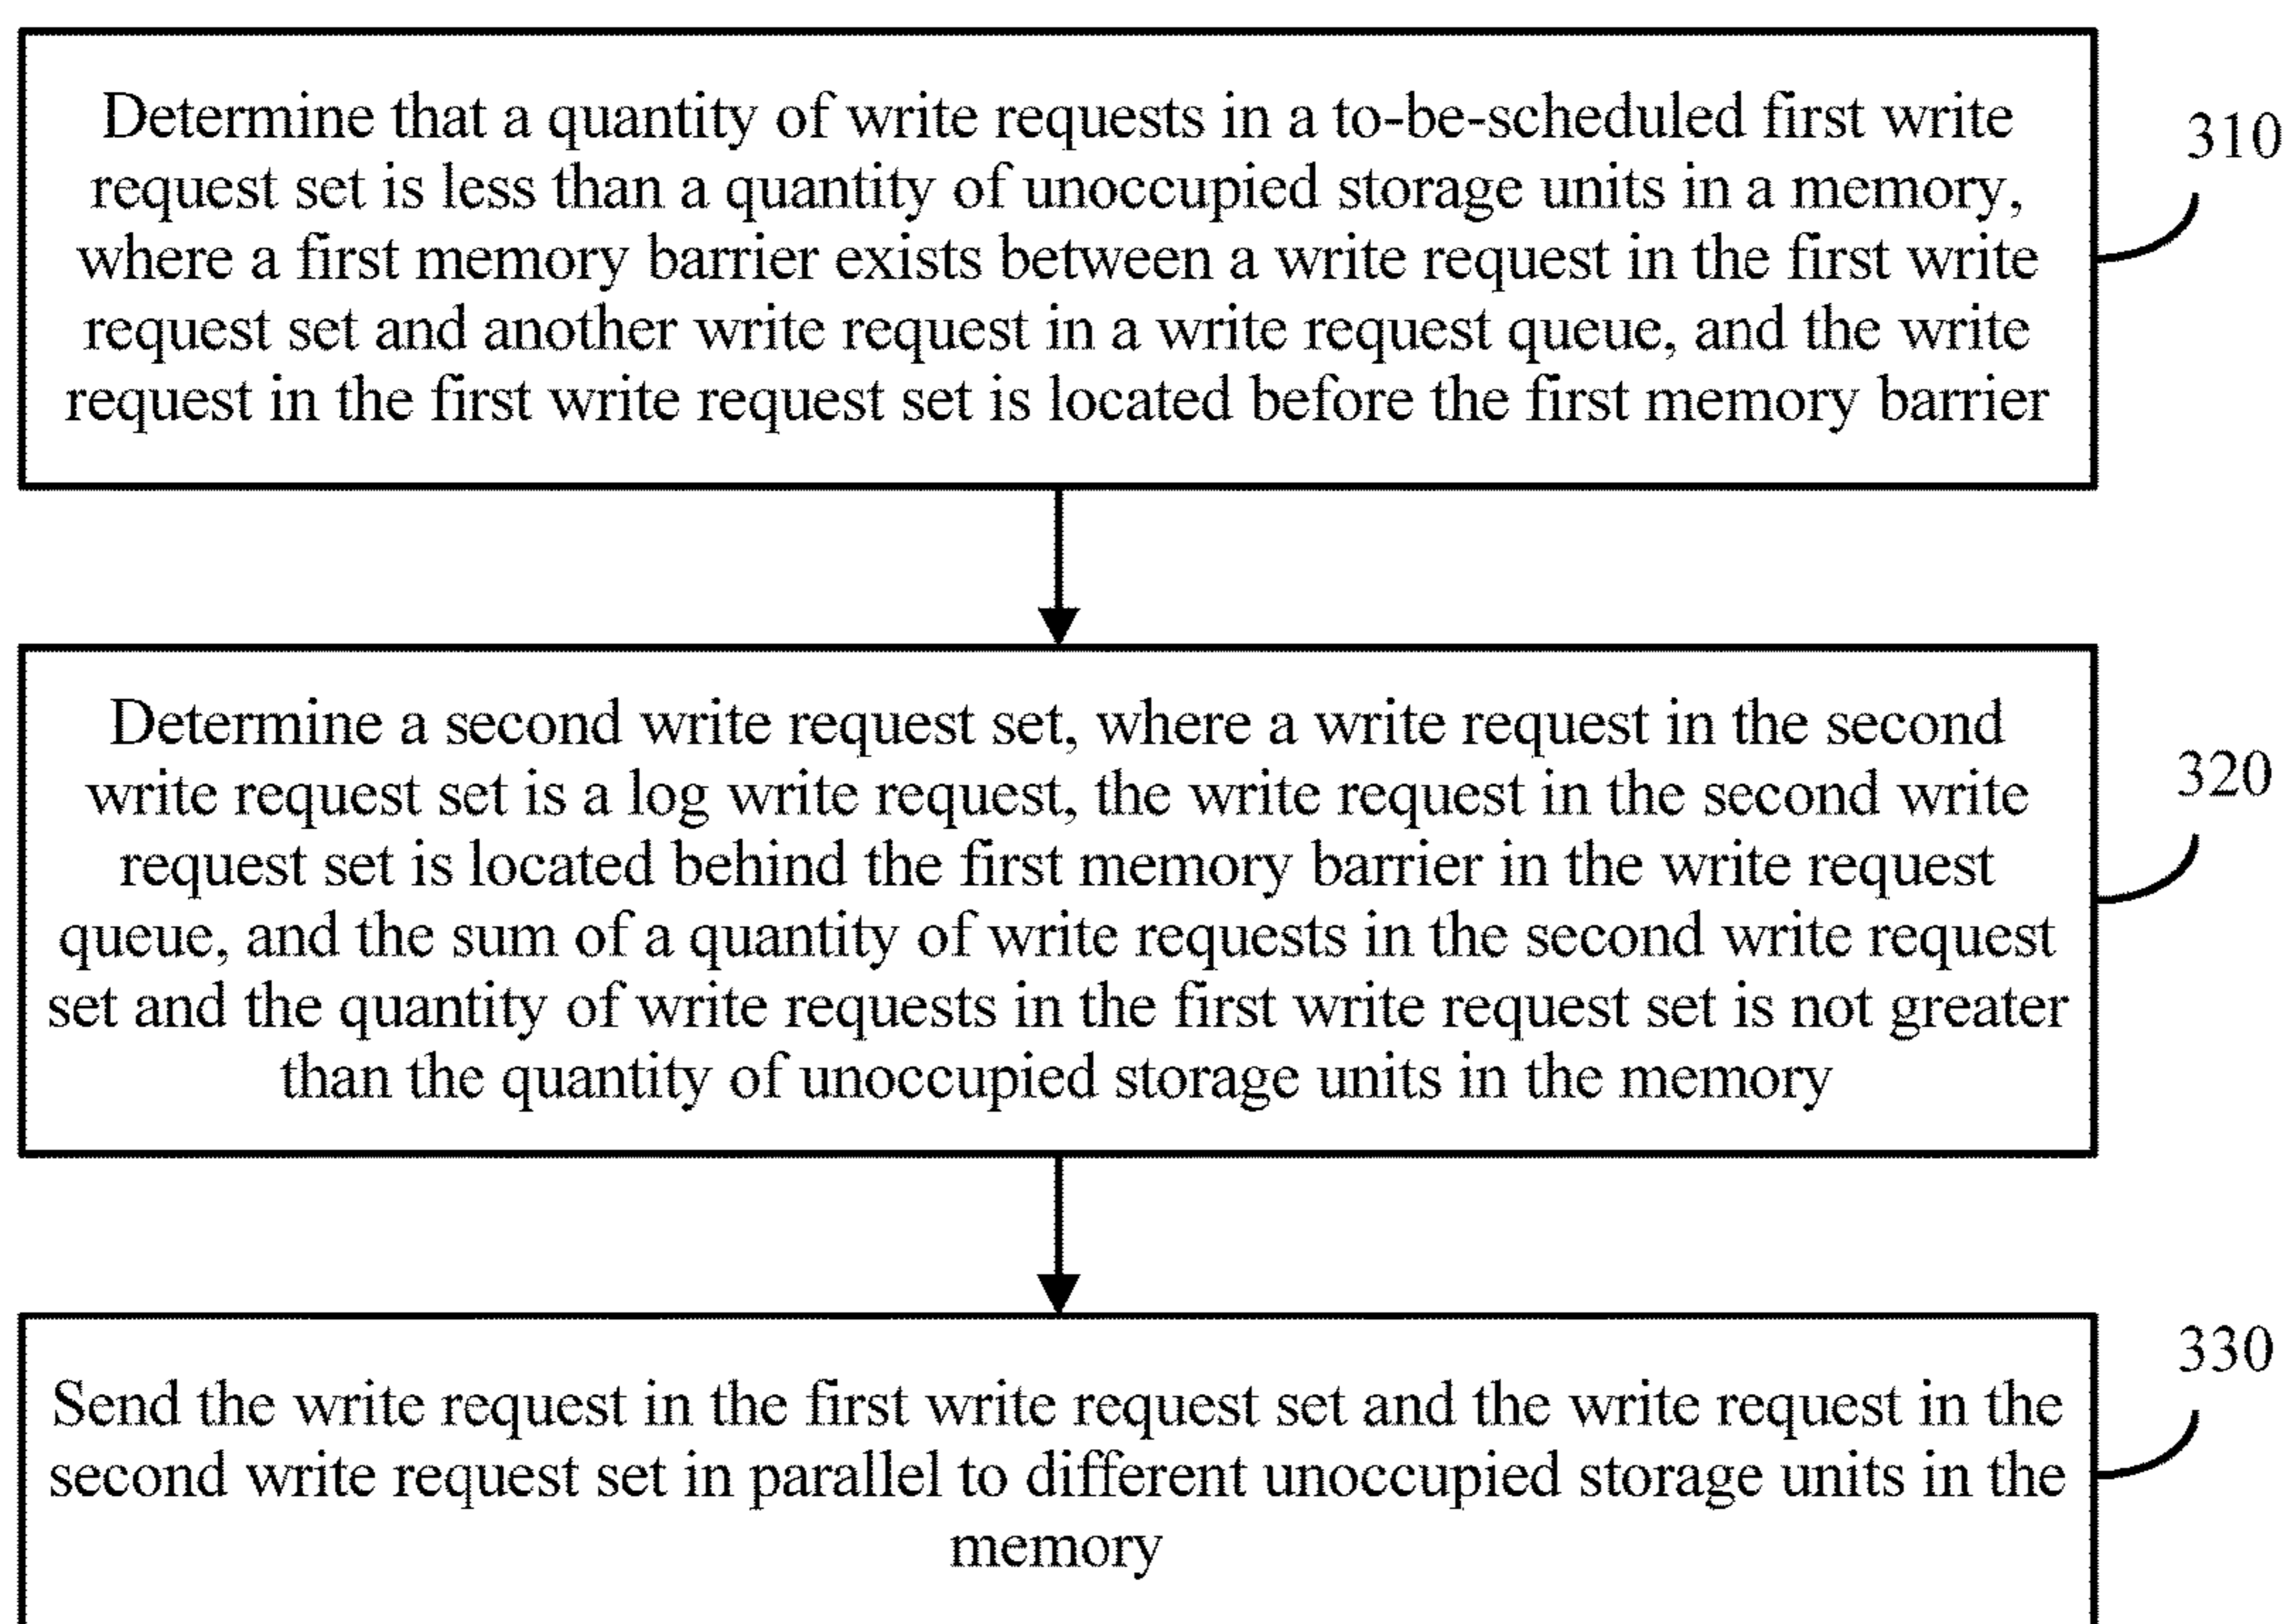 Determine that a quantity of write requests in a to-be-scheduled first write
request set is less than a quantity of unoccupied storage units in a memory,
where a first memory barrier exists between a write request in the first write
request set and another write request in a write request queue, and the write
request in the first write request set is located before the first memory barrier
310
Determine a second write request set, where a write request in the second
write request set is a log write request, the write request in the second write
request set is located behind the first memory barrier in the write request
queue, and the sum of a quantity of write requests in the second write request
set and the quantity of write requests in the first write request set is not greater
than the quantity of unoccupied storage units in the memory
320
Send the write request in the first write request set and the write request in the
second write request set in parallel to different unoccupied storage units in the
memory
330